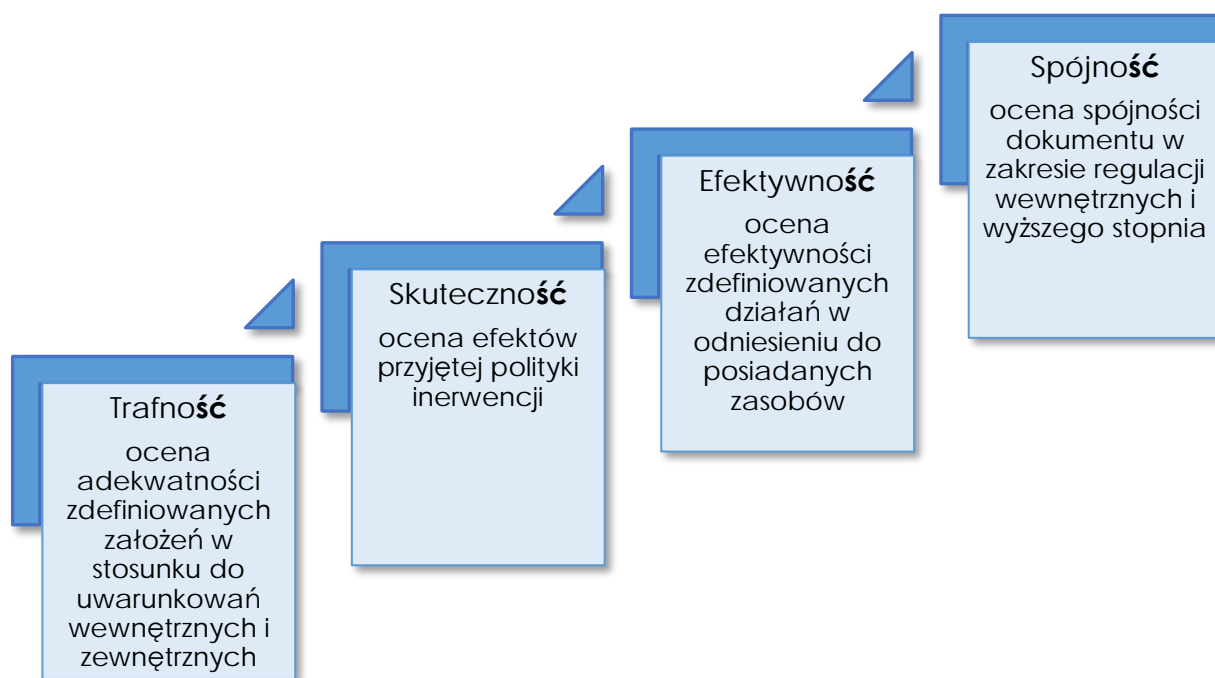 Trafność
ocena
adekwatności
zdefiniowanych
założeń w
stosunku do
uwarunkowań
wewnętrznych i
zewnętrznych
Skuteczność
ocena efektów
przyjętej polityki
inerwencji
Efektywność
ocena
efektywności
zdefiniowanych
działań w
odniesieniu do
posiadanych
zasobów
Spójność
ocena spójności
dokumentu w
zakresie regulacji
wewnętrznych i
wyższego stopnia